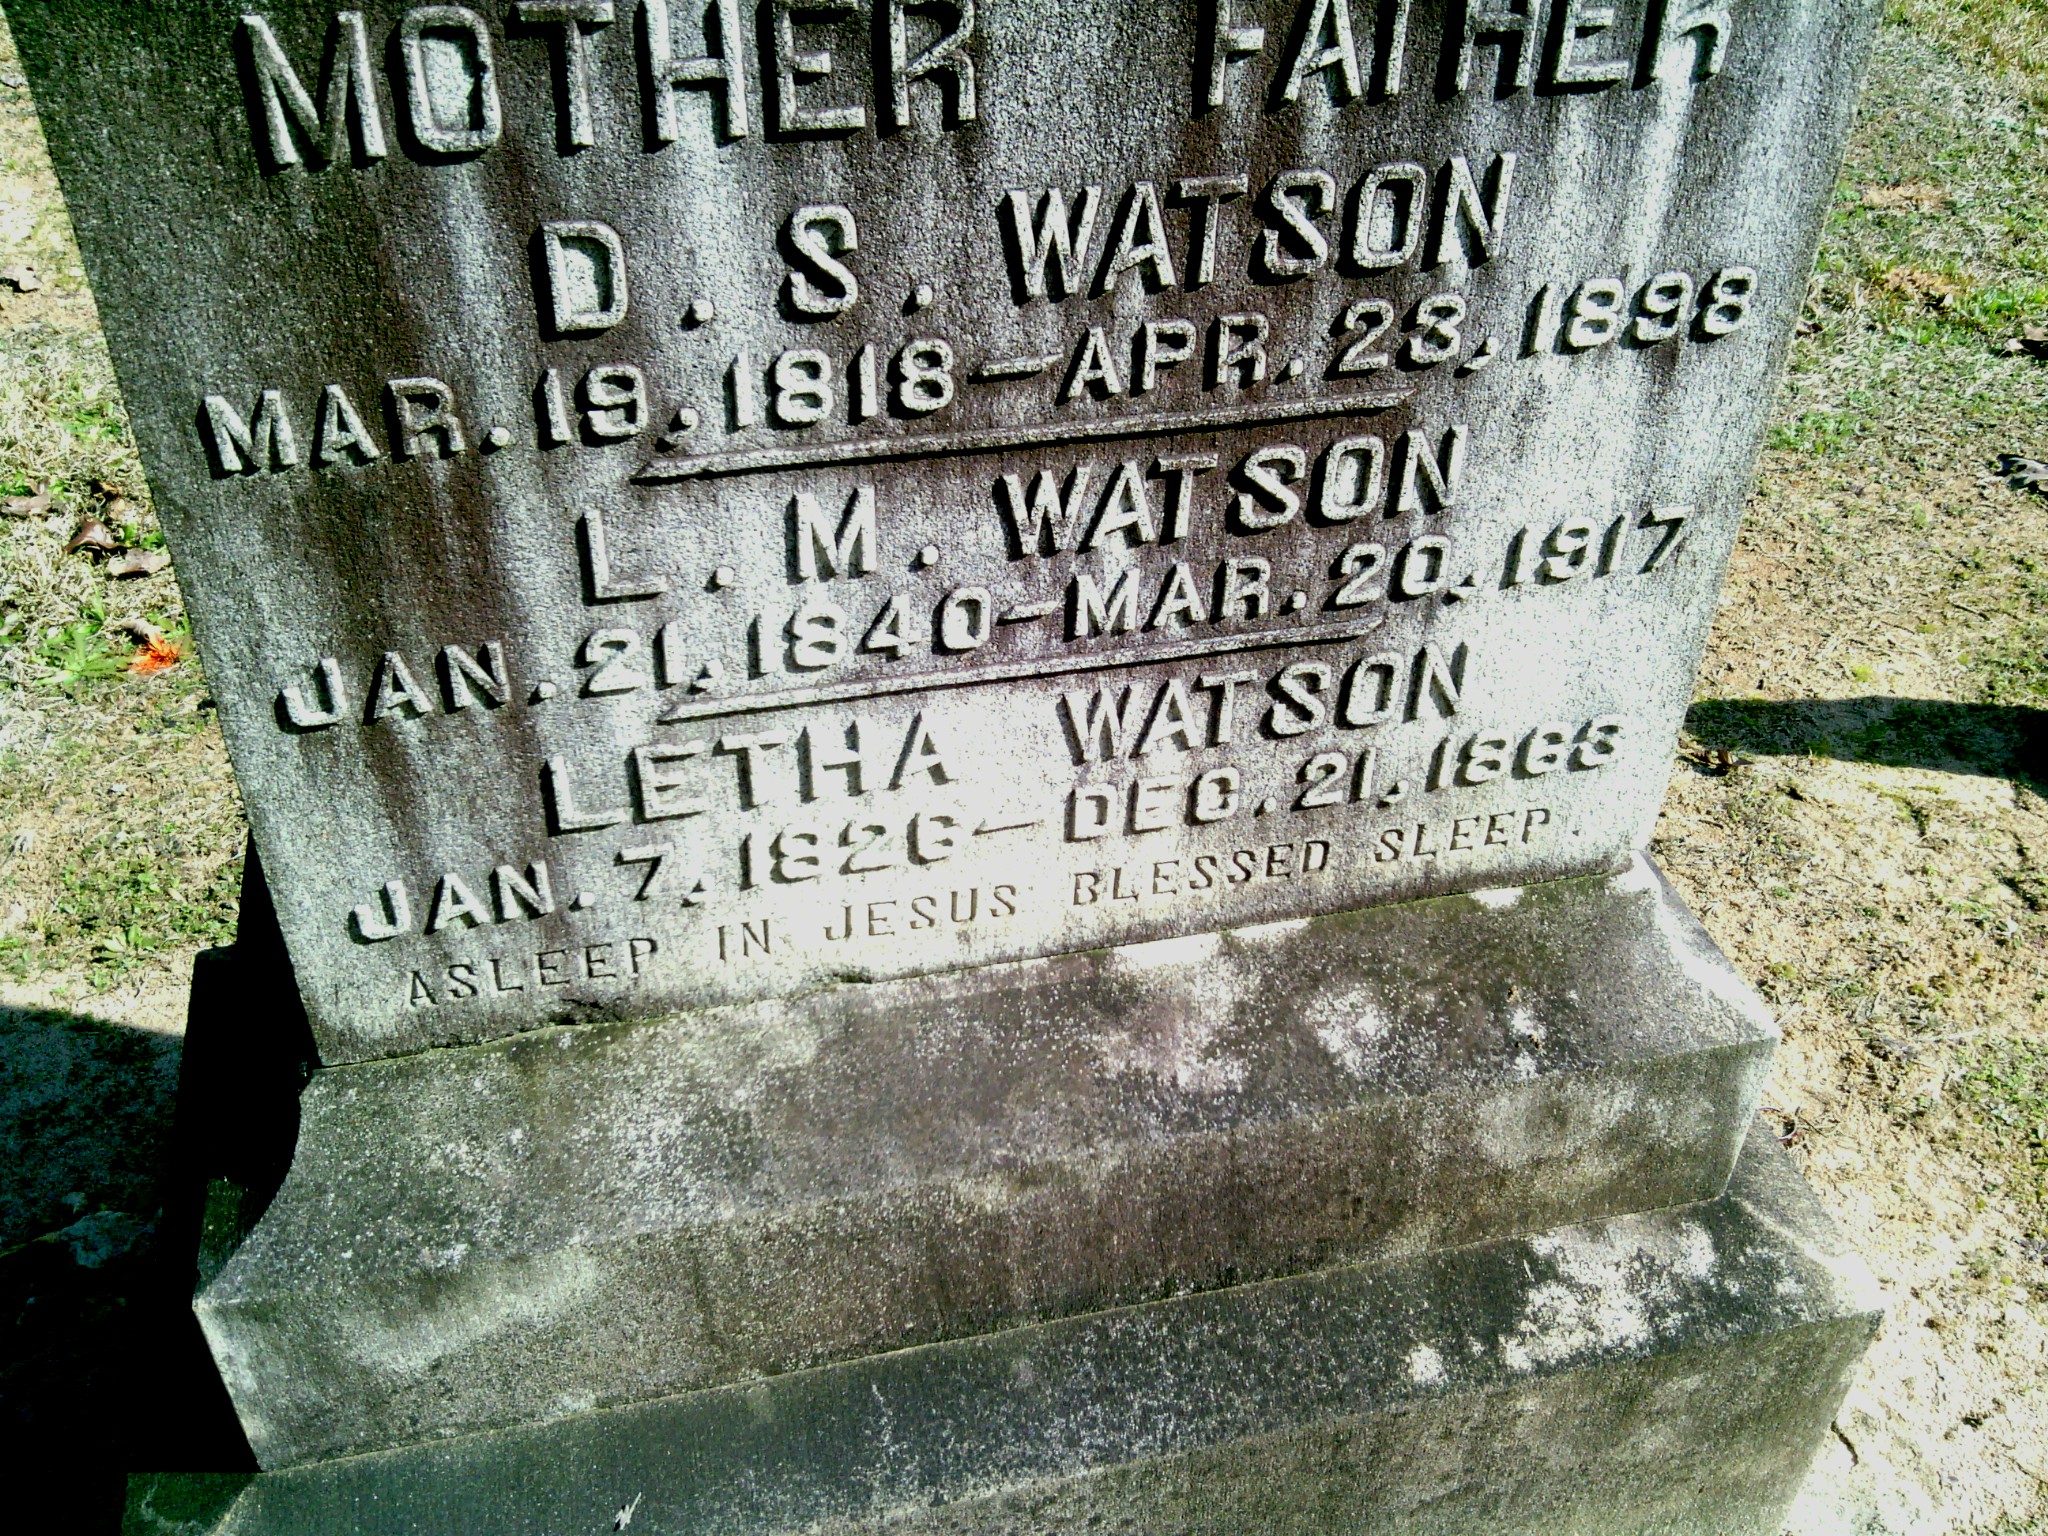 MOTHER FATHER
D. S. WATSON
MAR. 19, 1818 — APR. 23, 1898
L. M. WATSON
JAN. 21, 1840 — MAR. 20, 1917
LETHA WATSON
JAN. 7, 1826 — DEC. 21, 1868
ASLEEP IN JESUS BLESSED SLEEP.